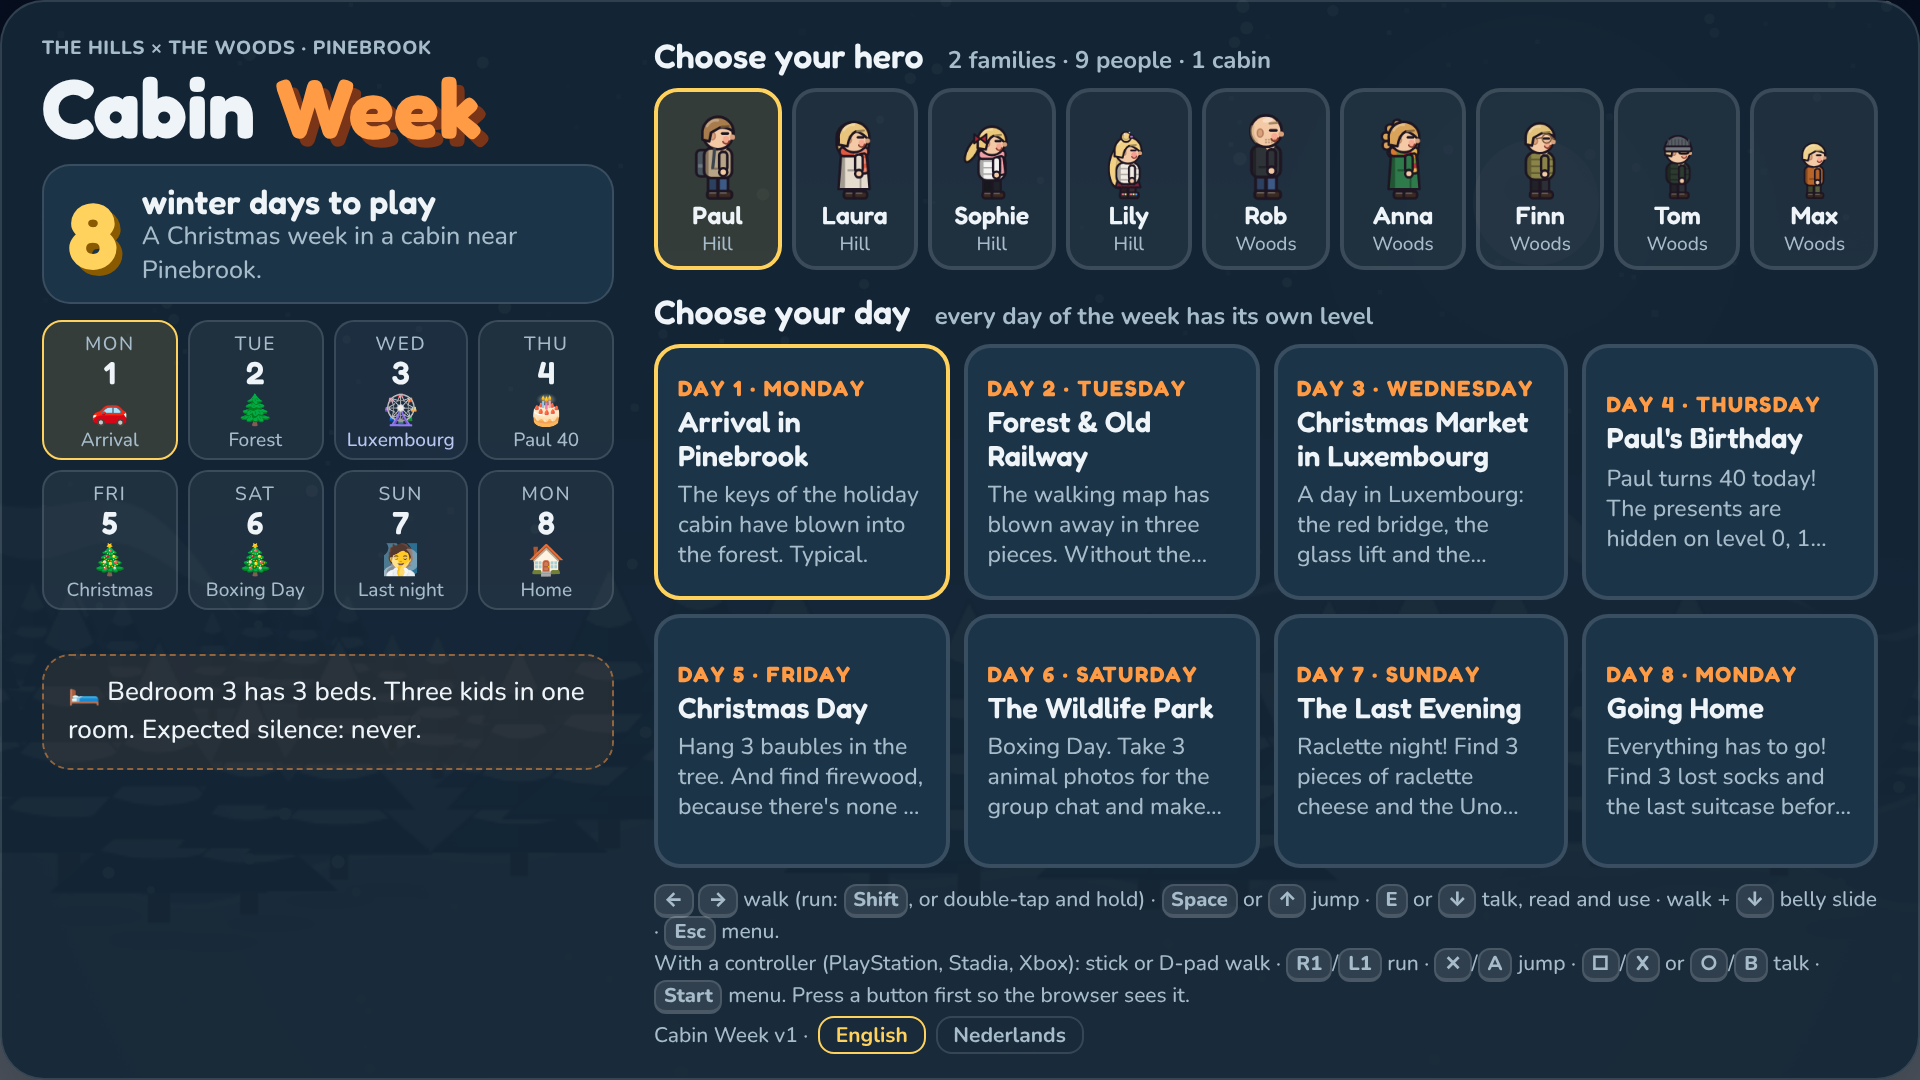 THE HILLS × THE WOODS · PINEBROOK
Cabin Week
8
winter days to play
A Christmas week in a cabin near
Pinebrook.
MON
1
Arrival
TUE
2
Forest
WED
3
Luxembourg
THU
4
Paul 40
FRI
5
Christmas
SAT
6
Boxing Day
SUN
7
Last night
MON
8
Home
Bedroom 3 has 3 beds. Three kids in one
room. Expected silence: never.
Choose your hero 2 families · 9 people · 1 cabin
Paul
Hill
Laura
Hill
Sophie
Hill
Lily
Hill
Rob
Woods
Anna
Woods
Finn
Woods
Tom
Woods
Max
Woods
Choose your day every day of the week has its own level
DAY 1 · MONDAY
Arrival in
Pinebrook
The keys of the holiday
cabin have blown into
the forest. Typical.
DAY 2 · TUESDAY
Forest & Old
Railway
The walking map has
blown away in three
pieces. Without the...
DAY 3 · WEDNESDAY
Christmas Market
in Luxembourg
A day in Luxembourg:
the red bridge, the
glass lift and the...
DAY 4 · THURSDAY
Paul's Birthday
Paul turns 40 today!
The presents are
hidden on level 0, 1...
DAY 5 · FRIDAY
Christmas Day
Hang 3 baubles in the
tree. And find firewood,
because there's none ...
DAY 6 · SATURDAY
The Wildlife Park
Boxing Day. Take 3
animal photos for the
group chat and make...
DAY 7 · SUNDAY
The Last Evening
Raclette night! Find 3
pieces of raclette
cheese and the Uno...
DAY 8 · MONDAY
Going Home
Everything has to go!
Find 3 lost socks and
the last suitcase befor...
← → walk (run: Shift, or double-tap and hold) · Space or ↑ jump · E or ↓ talk, read and use · walk + ↓ belly slide
· Esc menu.
With a controller (PlayStation, Stadia, Xbox): stick or D-pad walk · R1/L1 run · ✕/A jump · □/X or ○/B talk ·
Start menu. Press a button first so the browser sees it.
Cabin Week v1 · English Nederlands